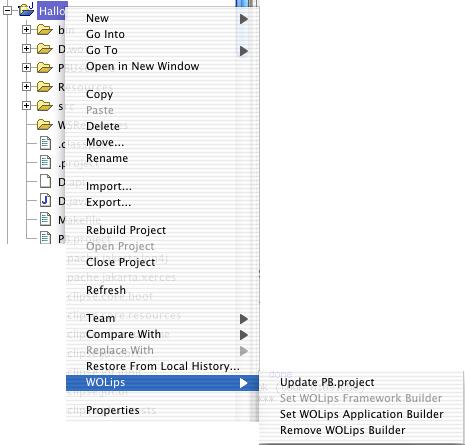 Hallo
New
Go Into
Go To
Open in New Window
Copy
Paste
Delete
Move...
Rename
Import...
Export...
Rebuild Project
Open Project
Close Project
Refresh
Team
Compare With
Replace With
Restore From Local History...
WOLips
Properties
Update PB.project
Set WOLips Framework Builder
Set WOLips Application Builder
Remove WOLips Builder